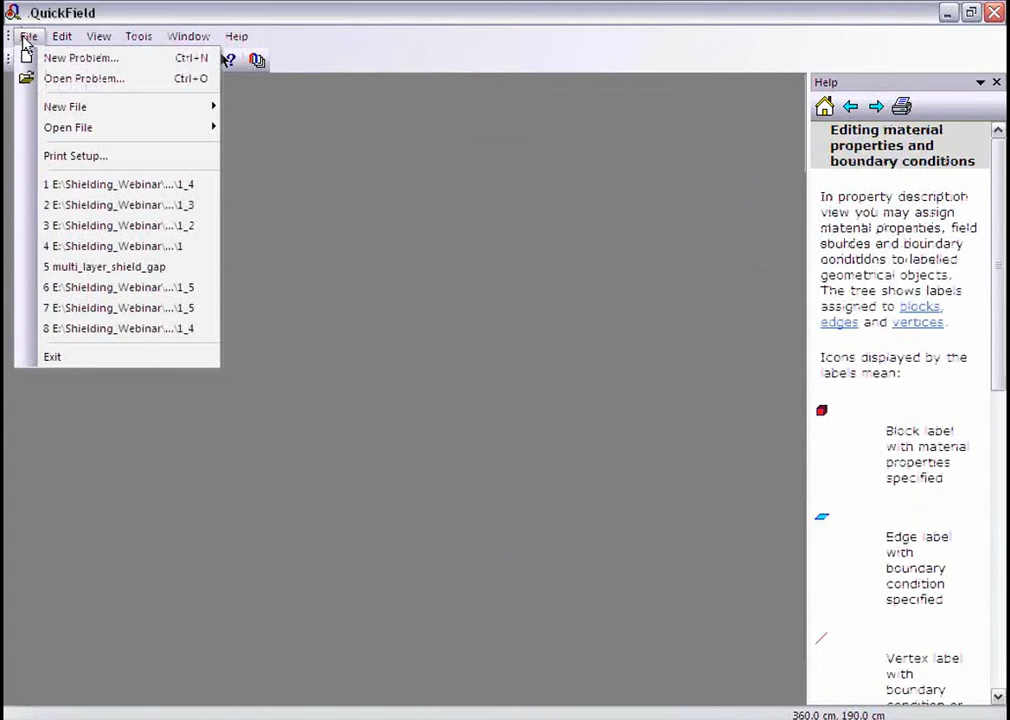 .QuickField
File Edit View Tools Window Help
New Problem... Ctrl+N
Open Problem... Ctrl+O
New File
Open File
Print Setup...
1 E:\Shielding_Webinar\...\1_4
2 E:\Shielding_Webinar\...\1_3
3 E:\Shielding_Webinar\...\1_2
4 E:\Shielding_Webinar\...\1
5 multi_layer_shield_gap
6 E:\Shielding_Webinar\...\1_5
7 E:\Shielding_Webinar\...\1_5
8 E:\Shielding_Webinar\...\1_4
Exit
Help
Editing material
properties and
boundary conditions
In property description
view you may assign
material properties, field
sources and boundary
conditions to labelled
geometrical objects.
The tree shows labels
assigned to blocks,
edges and vertices.
Icons displayed by the
labels mean:
Block label
with material
properties
specified
Edge label
with
boundary
condition
specified
Vertex label
with
boundary
condition or
360.0 cm, 190.0 cm